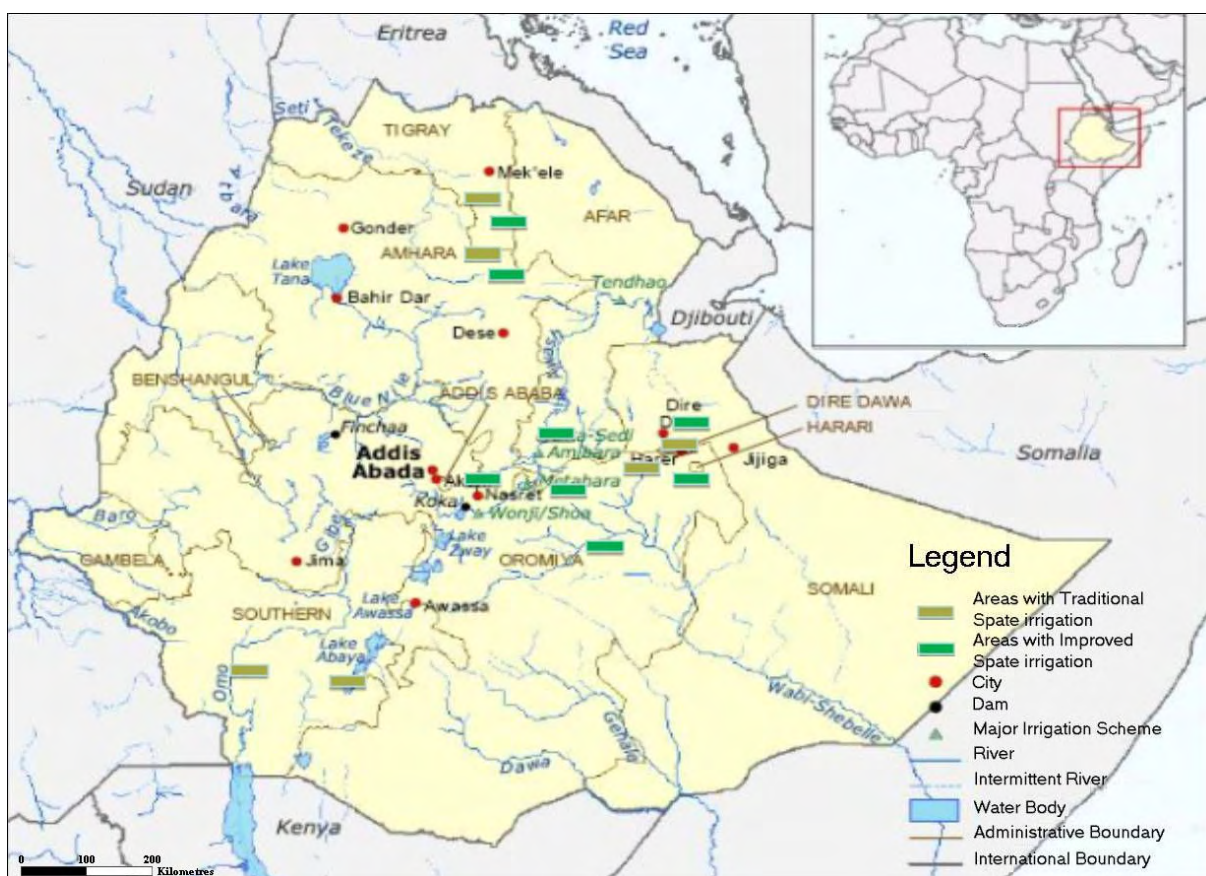 Eritrea
Red
Sea
Seti
Tekeze
TIGRAY
Mek'ele
Sudan
AFAR
Gonder
AMHARA
Lake
Tana
Tendhao
Bahir Dar
Djibouti
Dese
BENSHANGUL
Blue Nile
ADDIS ABABA
Dire
DIRE DAWA
HARARI
Finchaa
Amibara
Harer
Jijiga
Somalia
Addis
Abada
Metahara
Nasret
Koka
Wonji/Shoa
Baro
Gibe
Lake
Zway
GAMBELA
Jima
OROMIYA
SOMALI
Akobo
SOUTHERN
Lake
Awassa
Awassa
Lake
Abaya
Omo
Wabi-Shebelle
Genale
Dawa
Kenya
Legend
Areas with Traditional
Spate irrigation
Areas with Improved
Spate irrigation
City
Dam
Major Irrigation Scheme
River
Intermittent River
Water Body
Administrative Boundary
International Boundary
0 100 200
Kilometres